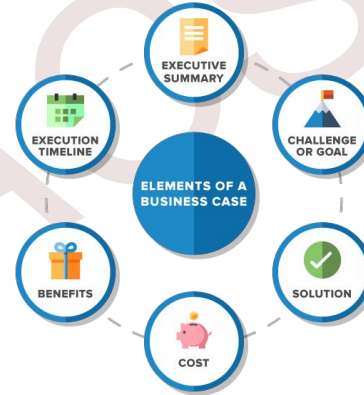 EXECUTIVE
SUMMARY
CHALLENGE
OR GOAL
SOLUTION
COST
BENEFITS
EXECUTION
TIMELINE
ELEMENTS OF A
BUSINESS CASE